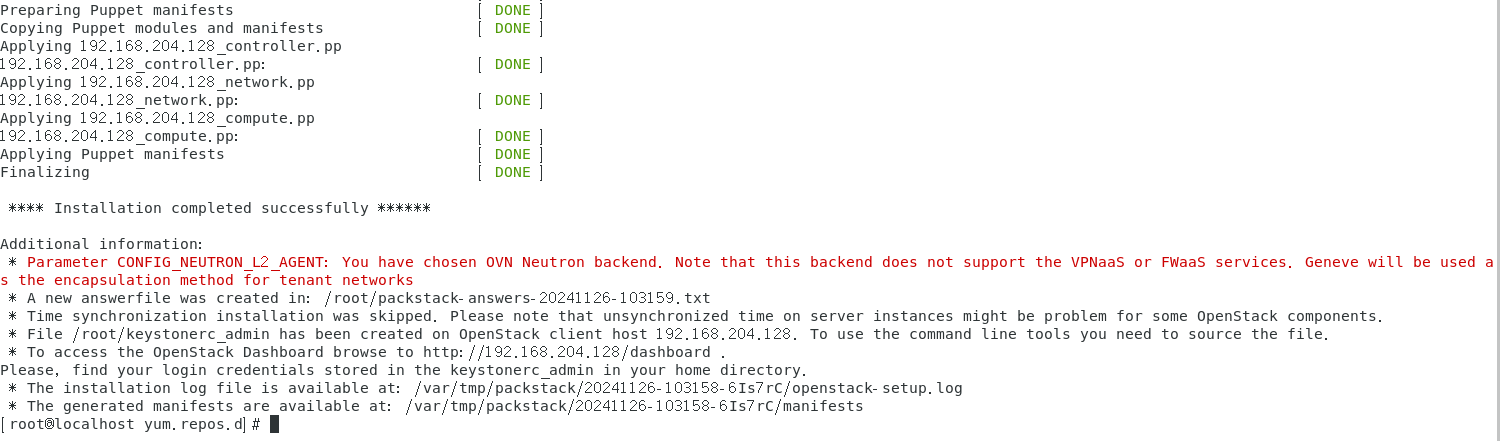 Preparing Puppet manifests [ DONE ]
Copying Puppet modules and manifests [ DONE ]
Applying 192.168.204.128_controller.pp
192.168.204.128_controller.pp: [ DONE ]
Applying 192.168.204.128_network.pp
192.168.204.128_network.pp: [ DONE ]
Applying 192.168.204.128_compute.pp
192.168.204.128_compute.pp: [ DONE ]
Applying Puppet manifests [ DONE ]
Finalizing [ DONE ]
**** Installation completed successfully ******
Additional information:
* Parameter CONFIG_NEUTRON_L2_AGENT: You have chosen OVN Neutron backend. Note that this backend does not support the VPNaaS or FWaaS services. Geneve will be used a
s the encapsulation method for tenant networks
* A new answerfile was created in: /root/packstack-answers-20241126-103159.txt
* Time synchronization installation was skipped. Please note that unsynchronized time on server instances might be problem for some OpenStack components.
* File /root/keystonerc_admin has been created on OpenStack client host 192.168.204.128. To use the command line tools you need to source the file.
* To access the OpenStack Dashboard browse to http://192.168.204.128/dashboard .
Please, find your login credentials stored in the keystonerc_admin in your home directory.
* The installation log file is available at: /var/tmp/packstack/20241126-103158-6Is7rC/openstack-setup.log
* The generated manifests are available at: /var/tmp/packstack/20241126-103158-6Is7rC/manifests
[root@localhost yum.repos.d]#